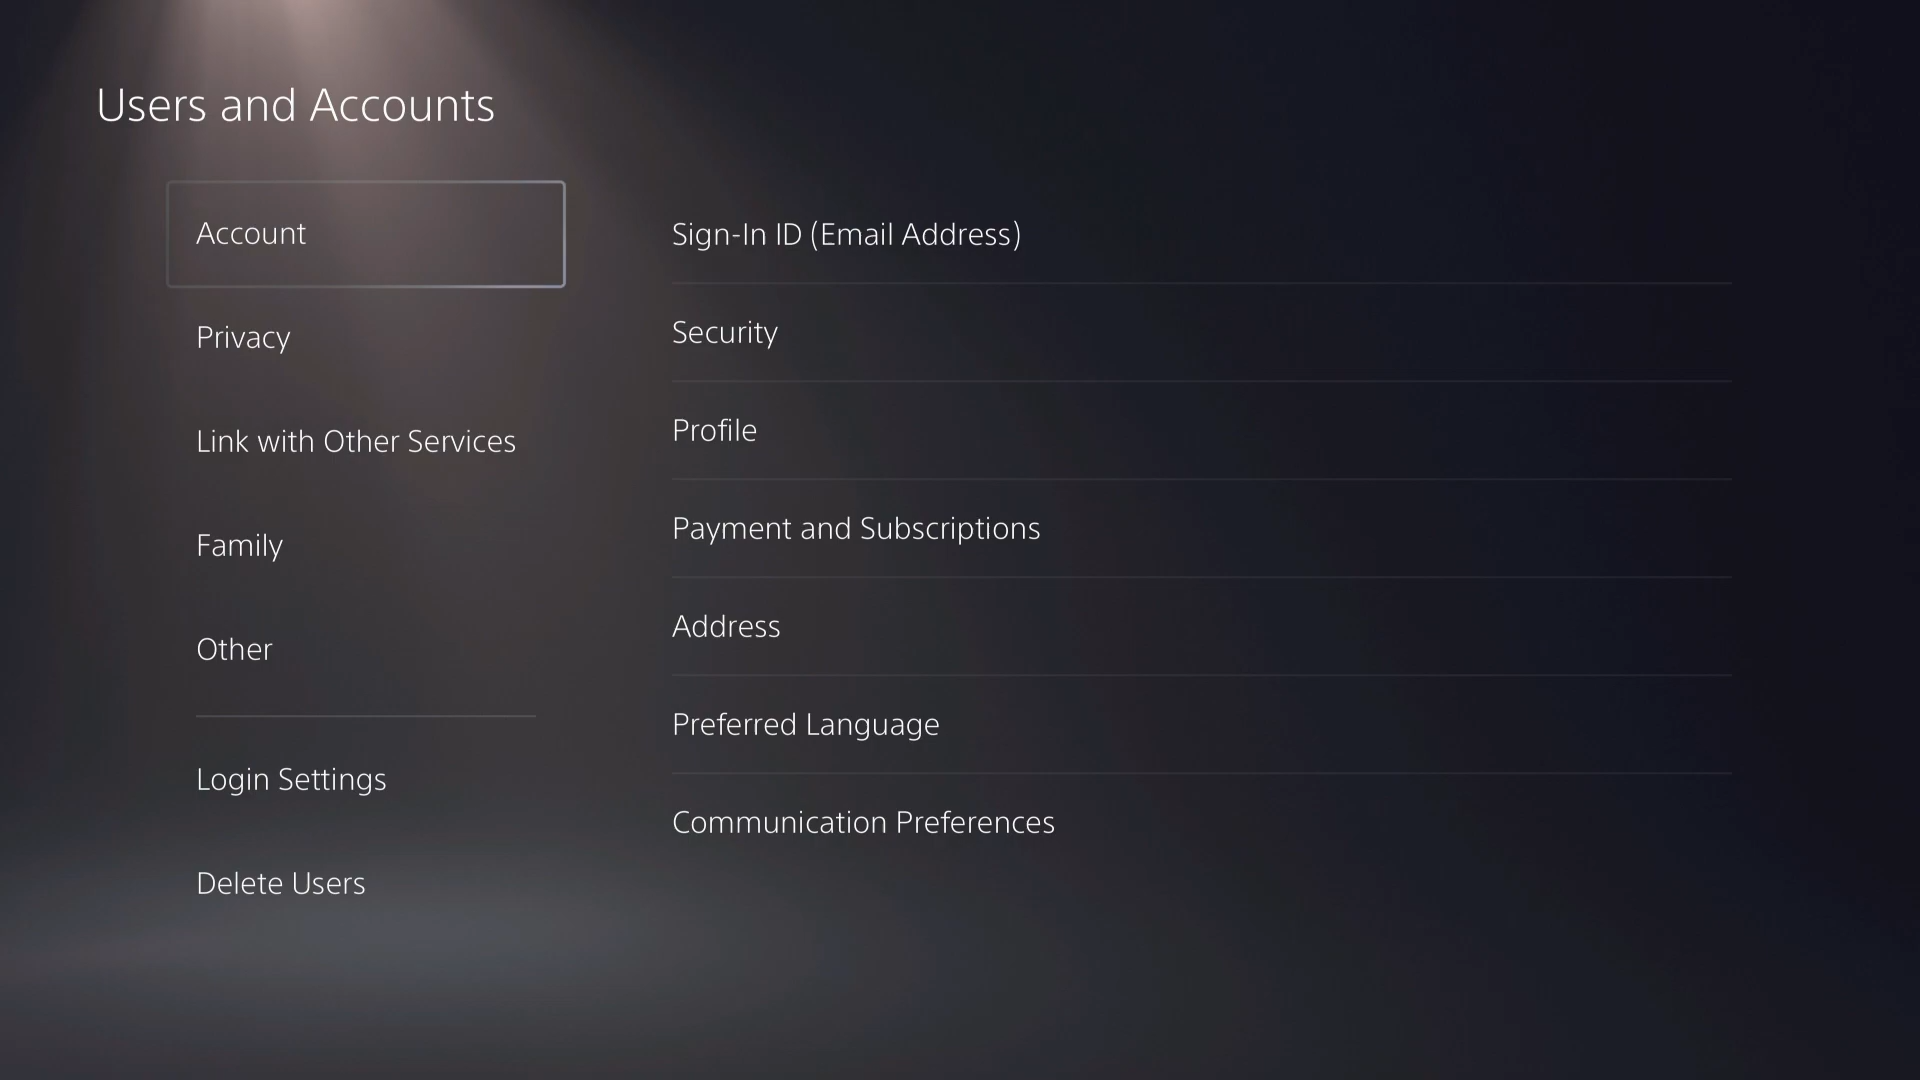 Users and Accounts
Account
Privacy
Link with Other Services
Family
Other
Login Settings
Delete Users
Sign-In ID (Email Address)
Security
Profile
Payment and Subscriptions
Address
Preferred Language
Communication Preferences